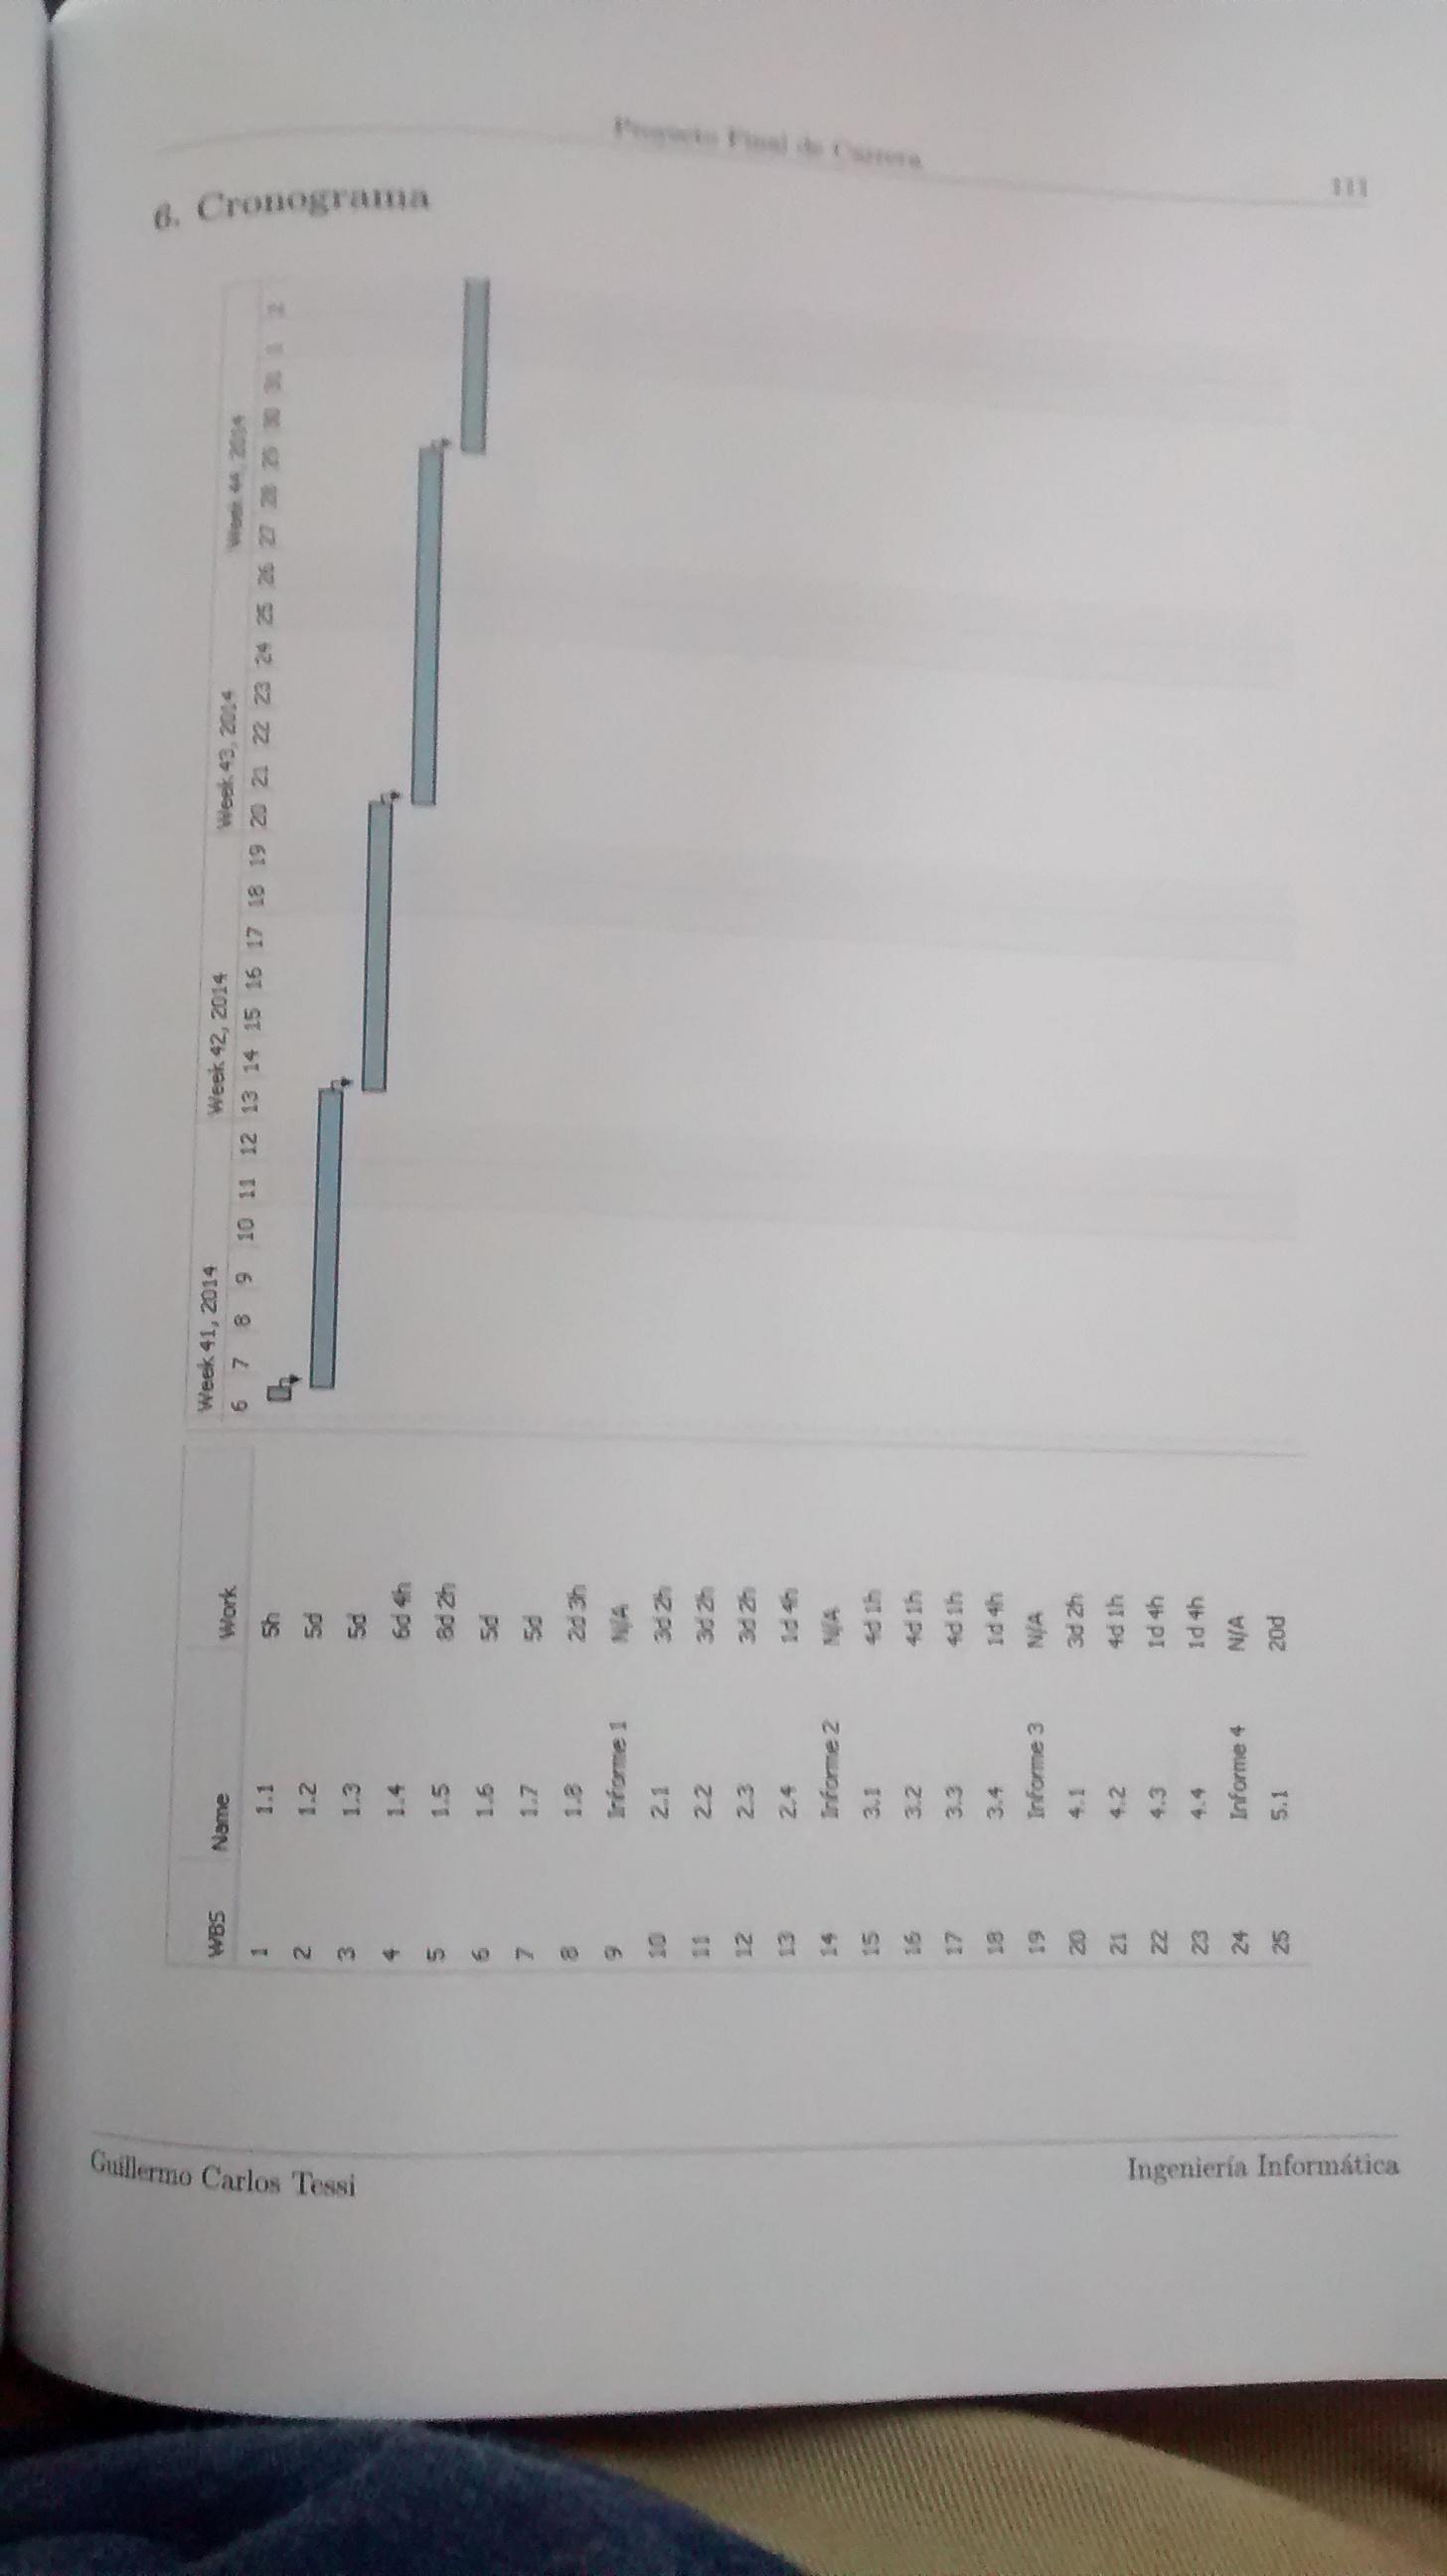 Proyecto Final de Carrera
111
6. Cronograma
Week 41, 2014 Week 42, 2014 Week 43, 2014 Week 44, 2014
WBS Name Work 6 7 8 9 10 11 12 13 14 15 16 17 18 19 20 21 22 23 24 25 26 27 28 29 30 31 1 2
1 1.1 5h
2 1.2 5d
3 1.3 5d
4 1.4 6d 4h
5 1.5 8d 2h
6 1.6 5d
7 1.7 5d
8 1.8 2d 3h
9 Informe 1 N/A
10 2.1 3d 2h
11 2.2 3d 2h
12 2.3 3d 2h
13 2.4 1d 4h
14 Informe 2 N/A
15 3.1 4d 1h
16 3.2 4d 1h
17 3.3 4d 1h
18 3.4 1d 4h
19 Informe 3 N/A
20 4.1 3d 2h
21 4.2 4d 1h
22 4.3 1d 4h
23 4.4 1d 4h
24 Informe 4 N/A
25 5.1 20d
Guillermo Carlos Tessi
Ingeniería Informática